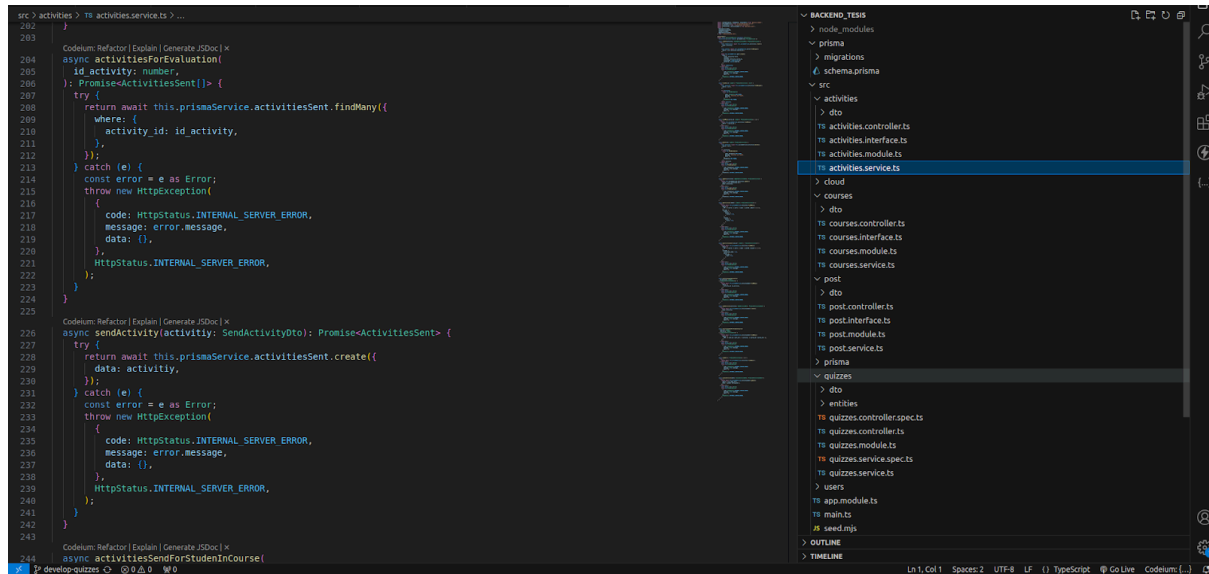 src > activities > TS activities.service.ts > ...
202 }
203
Codeium: Refactor | Explain | Generate JSDoc | ×
204 async activitiesForEvaluation(
205 id_activity: number,
206 ): Promise<ActivitiesSent[]> {
207 try {
208 return await this.prismaService.activitiesSent.findMany({
209 where: {
210 activity_id: id_activity,
211 },
212 });
213 } catch (e) {
214 const error = e as Error;
215 throw new HttpException(
216 {
217 code: HttpStatus.INTERNAL_SERVER_ERROR,
218 message: error.message,
219 data: {},
220 },
221 HttpStatus.INTERNAL_SERVER_ERROR,
222 );
223 }
224 }
225
Codeium: Refactor | Explain | Generate JSDoc | ×
226 async sendActivity(activitiy: SendActivityDto): Promise<ActivitiesSent> {
227 try {
228 return await this.prismaService.activitiesSent.create({
229 data: activitiy,
230 });
231 } catch (e) {
232 const error = e as Error;
233 throw new HttpException(
234 {
235 code: HttpStatus.INTERNAL_SERVER_ERROR,
236 message: error.message,
237 data: {},
238 },
239 HttpStatus.INTERNAL_SERVER_ERROR,
240 );
241 }
242 }
243
Codeium: Refactor | Explain | Generate JSDoc | ×
244 async activitiesSendForStudenInCourse(
BACKEND_TESIS
node_modules
prisma
migrations
schema.prisma
src
activities
dto
TS activities.controller.ts
TS activities.interface.ts
TS activities.module.ts
TS activities.service.ts
cloud
courses
dto
TS courses.controller.ts
TS courses.interface.ts
TS courses.module.ts
TS courses.service.ts
post
dto
TS post.controller.ts
TS post.interface.ts
TS post.module.ts
TS post.service.ts
prisma
quizzes
dto
entities
TS quizzes.controller.spec.ts
TS quizzes.controller.ts
TS quizzes.module.ts
TS quizzes.service.spec.ts
TS quizzes.service.ts
users
TS app.module.ts
TS main.ts
JS seed.mjs
OUTLINE
TIMELINE
develop-quizzes 0 0 0
Ln 1, Col 1 Spaces: 2 UTF-8 LF {} TypeScript Go Live Codeium: {...}